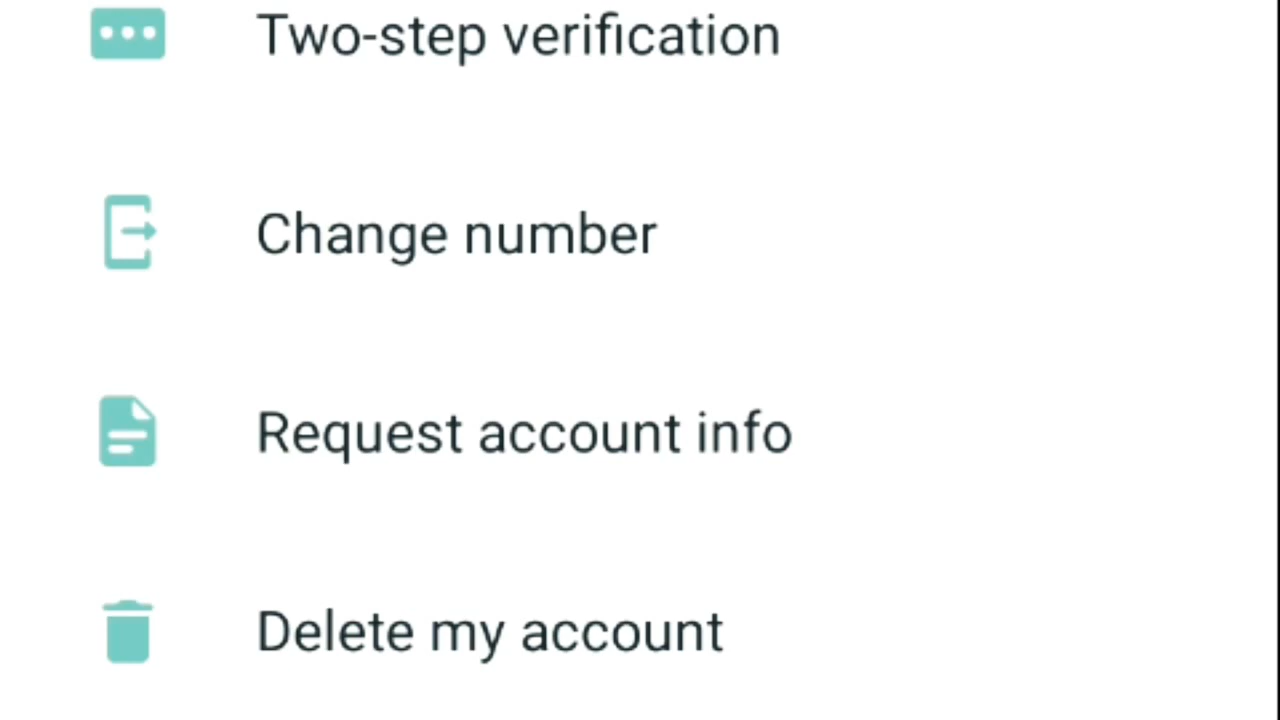 Two-step verification
Change number
Request account info
Delete my account